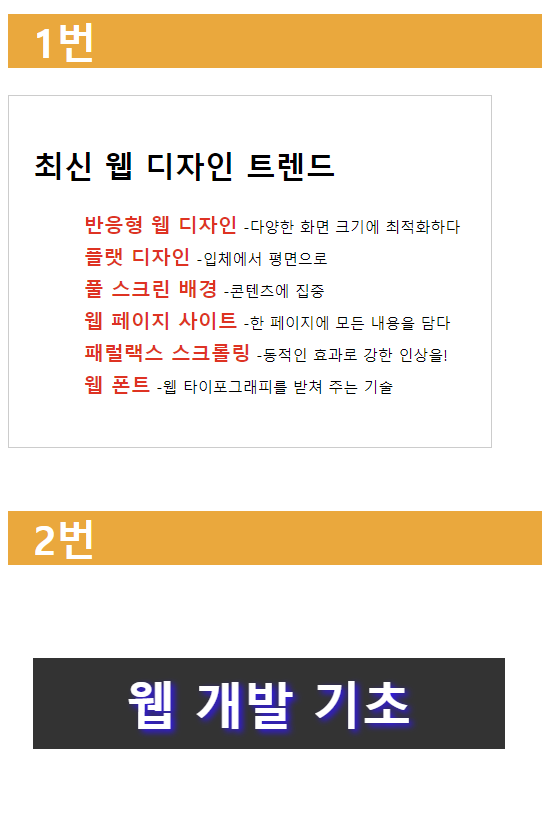 1번
최신 웹 디자인 트렌드
반응형 웹 디자인 -다양한 화면 크기에 최적화하다
플랫 디자인 -입체에서 평면으로
풀 스크린 배경 -콘텐츠에 집중
웹 페이지 사이트 -한 페이지에 모든 내용을 담다
패럴랙스 스크롤링 -동적인 효과로 강한 인상을!
웹 폰트 -웹 타이포그래피를 받쳐 주는 기술
2번
웹 개발 기초